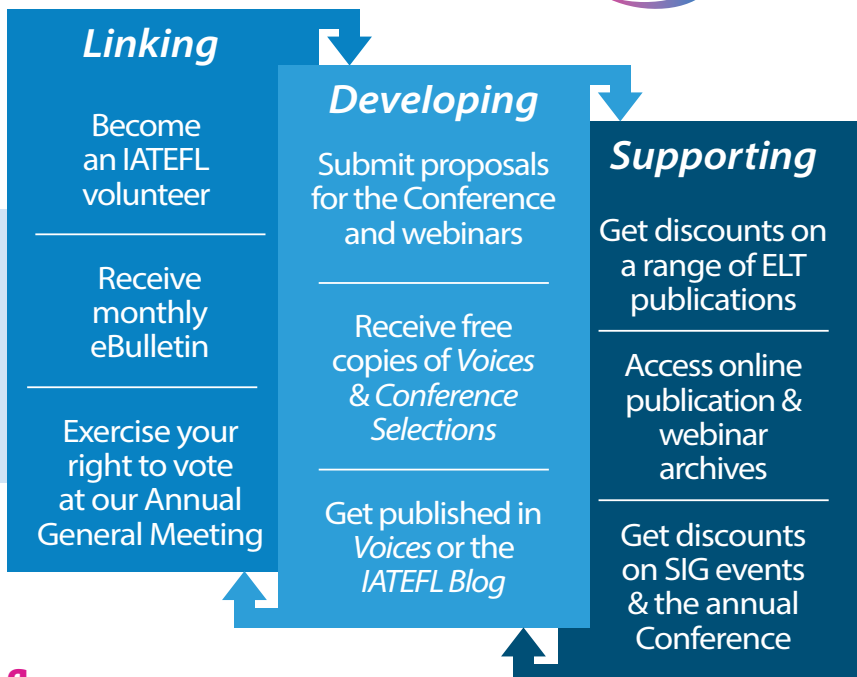 Linking
Become
an IATEFL
volunteer
Receive
monthly
eBulletin
Exercise your
right to vote
at our Annual
General Meeting
Developing
Submit proposals
for the Conference
and webinars
Receive free
copies of Voices
& Conference
Selections
Get published in
Voices or the
IATEFL Blog
Supporting
Get discounts on
a range of ELT
publications
Access online
publication &
webinar
archives
Get discounts
on SIG events
& the annual
Conference